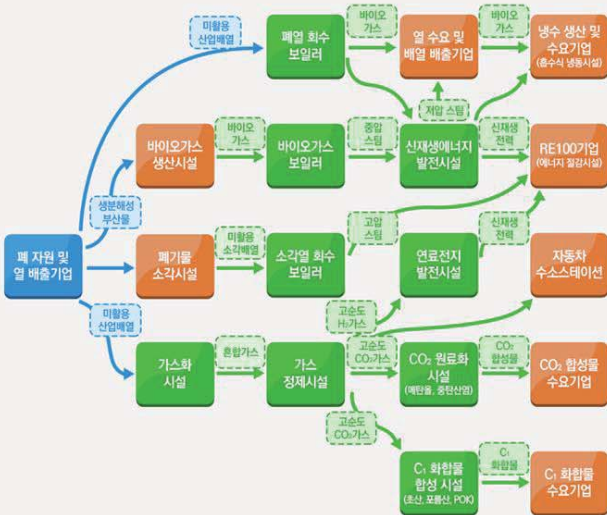 미활용
산업배열
폐열 회수
보일러
바이오
가스
열 수요 및
배열 배출기업
바이오
가스
냉수 생산 및
수요기업
(흡수식 냉동시설)
저압 스팀
바이오가스
생산시설
바이오
가스
바이오가스
보일러
중압
스팀
신재생에너지
발전시설
신재생
전력
RE100기업
(에너지 절감시설)
생분해성
부산물
폐 자원 및
열 배출기업
폐기물
소각시설
미활용
소각배열
소각열 회수
보일러
고압
스팀
연료전지
발전시설
신재생
전력
자동차
수소스테이션
미활용
산업배열
고순도
H₂가스
가스화
시설
혼합가스
가스
정제시설
고순도
CO₂가스
CO₂ 원료화
시설
(메탄올, 중탄산염)
CO₂
합성물
CO₂ 합성물
수요기업
고순도
CO₂가스
C₁ 화합물
합성 시설
(초산, 포름산, POK)
C₁
화합물
C₁ 화합물
수요기업